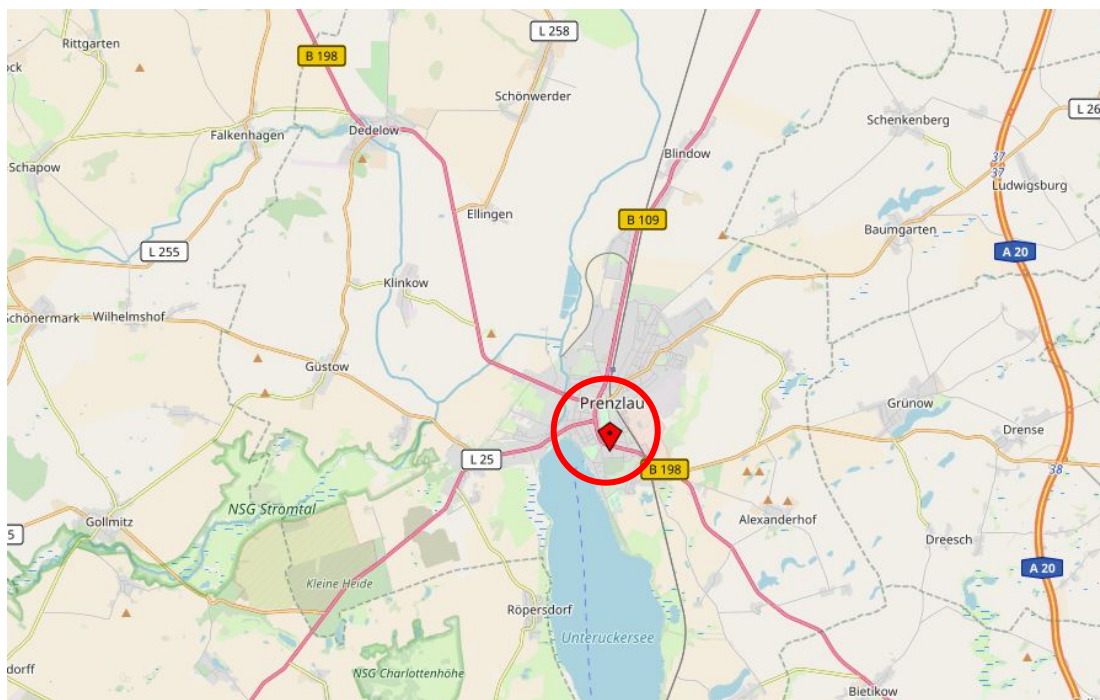 L 258
Rittgarten
B 198
ock
Schönwerder
L 26
Schenkenberg
Dedelow
Falkenhagen
Blindow
37
37
Schapow
Ludwigsburg
Ellingen
B 109
Baumgarten
L 255
A 20
Klinkow
Schönermark
Wilhelmshof
Güstow
Prenzlau
Grünow
Drense
L 25
B 198
38
NSG Stromtal
Gollmitz
Alexanderhof
5
Dreesch
A 20
Kleine Heide
Röpersdorf
Unteruckersee
dorff
NSG Charlottenhöhe
Bietikow